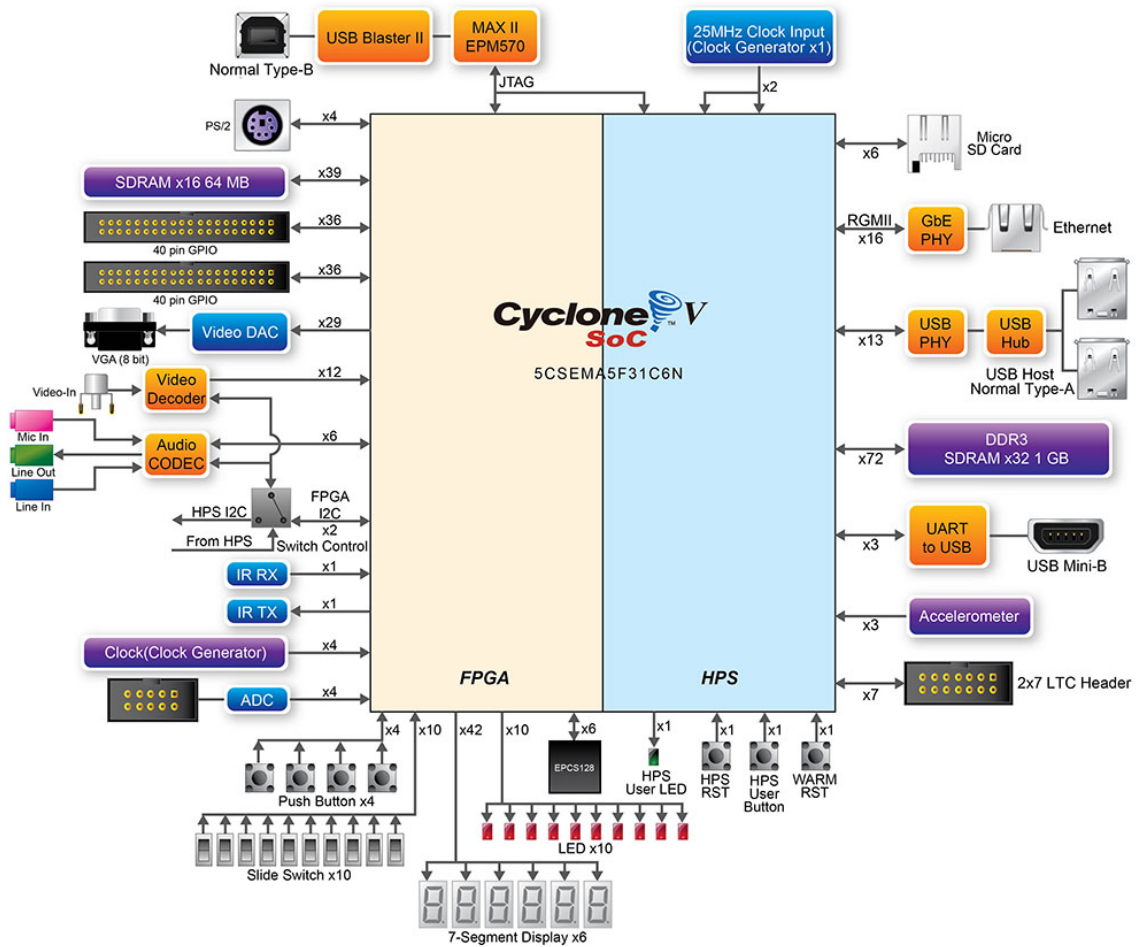 Normal Type-B
USB Blaster II
MAX II
EPM570
25MHz Clock Input
(Clock Generator x1)
JTAG
x2
PS/2
x4
SDRAM x16 64 MB
x39
40 pin GPIO
x36
40 pin GPIO
x36
VGA (8 bit)
Video DAC
x29
Video-In
Video
Decoder
x12
Mic In
Line Out
Line In
Audio
CODEC
x6
HPS I2C
From HPS
FPGA
I2C
x2
Switch Control
IR RX
x1
IR TX
x1
Clock(Clock Generator)
x4
ADC
x4
Cyclone V
TM
SoC
5CSEMA5F31C6N
FPGA
HPS
x6
Micro
SD Card
RGMII
x16
GbE
PHY
Ethernet
x13
USB
PHY
USB
Hub
USB Host
Normal Type-A
x72
DDR3
SDRAM x32 1 GB
x3
UART
to USB
USB Mini-B
x3
Accelerometer
x7
2x7 LTC Header
x4
x10
x42
x10
x6
x1
x1
x1
x1
Push Button x4
Slide Switch x10
EPCS128
HPS
User LED
HPS
RST
HPS
User
Button
WARM
RST
LED x10
7-Segment Display x6